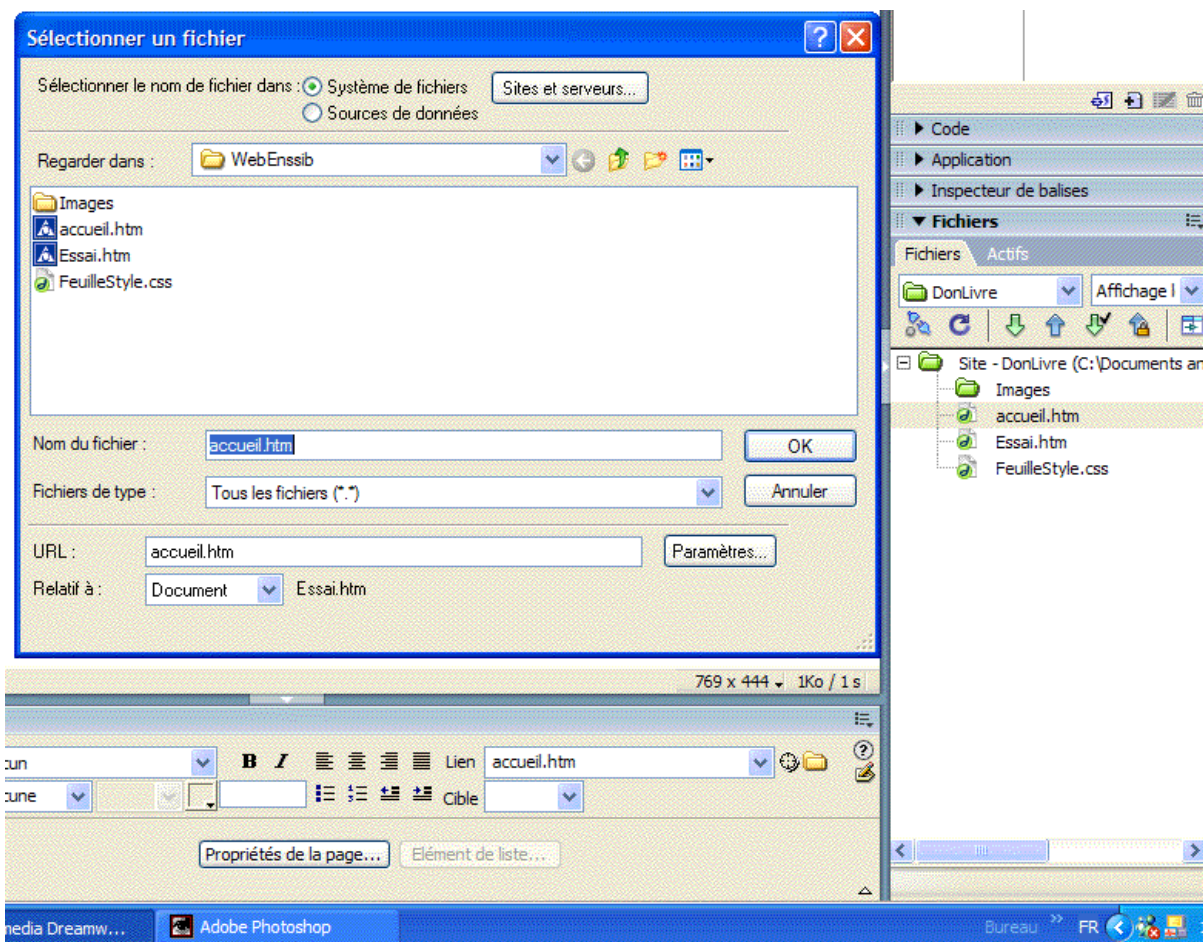 Sélectionner un fichier
Sélectionner le nom de fichier dans : Système de fichiers Sites et serveurs...
Sources de données
Regarder dans : WebEnssib
Images
accueil.htm
Essai.htm
FeuilleStyle.css
Nom du fichier : accueil.htm OK
Fichiers de type : Tous les fichiers (*.*) Annuler
URL : accueil.htm Paramètres...
Relatif à : Document Essai.htm
769 x 444 1Ko / 1 s
Code
Application
Inspecteur de balises
Fichiers
Fichiers Actifs
DonLivre Affichage l
Site - DonLivre (C:\Documents an
Images
accueil.htm
Essai.htm
FeuilleStyle.css
cun B I Lien accueil.htm
cune Cible
Propriétés de la page... Elément de liste...
media Dreamw... Adobe Photoshop Bureau » FR